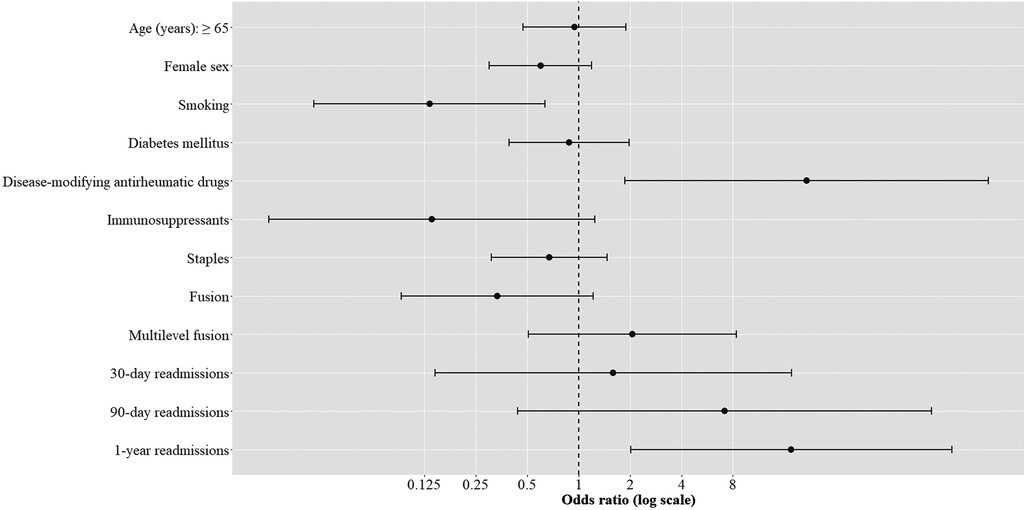 Age (years): ≥ 65
Female sex
Smoking
Diabetes mellitus
Disease-modifying antirheumatic drugs
Immunosuppressants
Staples
Fusion
Multilevel fusion
30-day readmissions
90-day readmissions
1-year readmissions
0.125 0.25 0.5 1 2 4 8
Odds ratio (log scale)